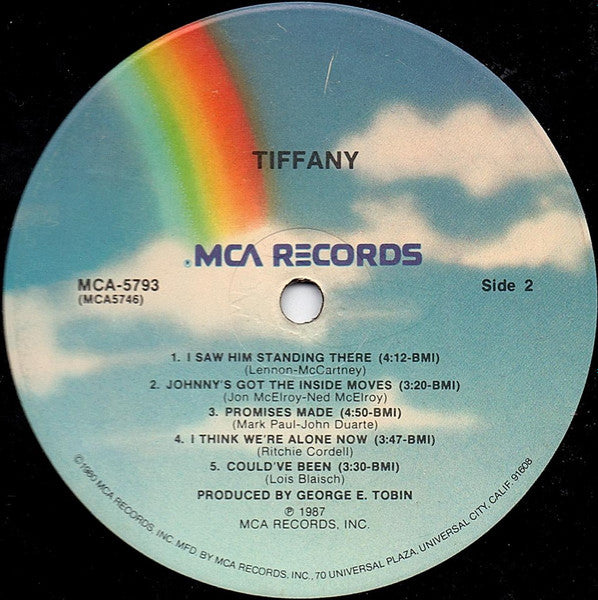 TIFFANY
MCA RECORDS
MCA-5793
(MCA5746)
Side 2
1. I SAW HIM STANDING THERE (4:12-BMI)
(Lennon-McCartney)
2. JOHNNY'S GOT THE INSIDE MOVES (3:20-BMI)
(Jon McElroy-Ned McElroy)
3. PROMISES MADE (4:50-BMI)
(Mark Paul-John Duarte)
4. I THINK WE'RE ALONE NOW (3:47-BMI)
(Ritchie Cordell)
5. COULD'VE BEEN (3:30-BMI)
(Lois Blaisch)
PRODUCED BY GEORGE E. TOBIN
℗ 1987
MCA RECORDS, INC.
©1980 MCA RECORDS, INC. MFD. BY MCA RECORDS, INC., 70 UNIVERSAL PLAZA, UNIVERSAL CITY, CALIF. 91608